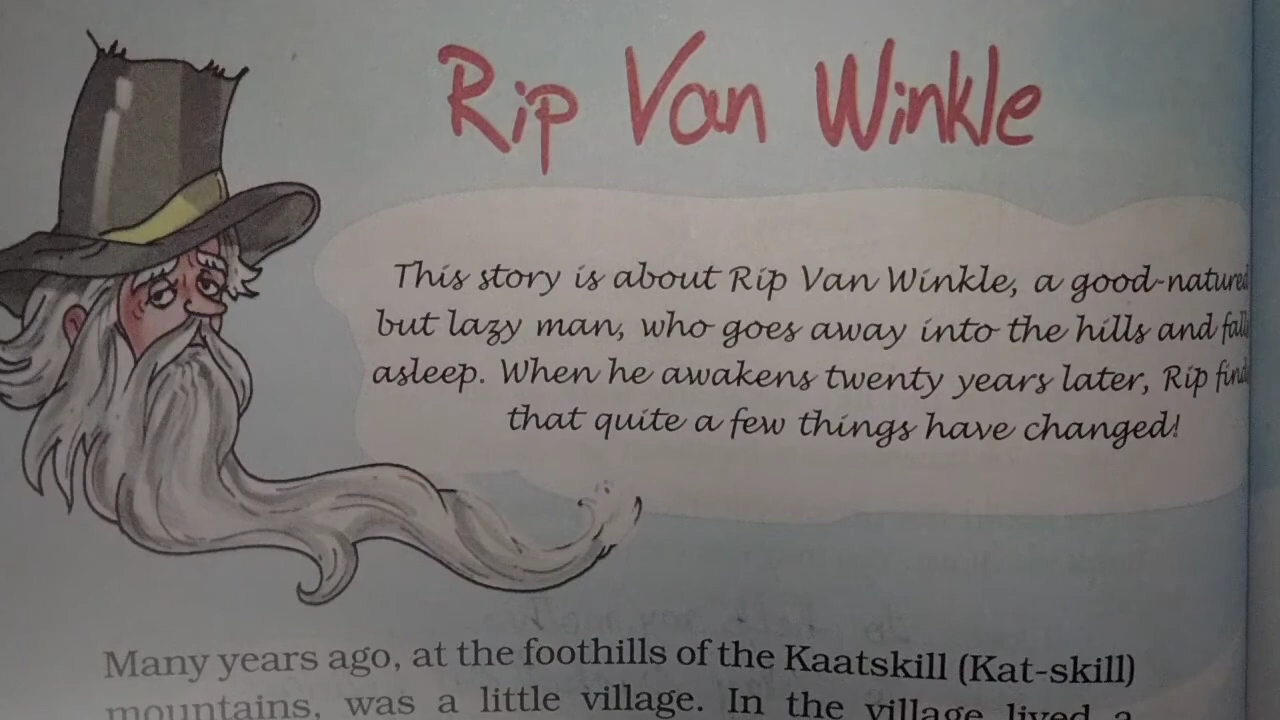 Rip Van Winkle
This story is about Rip Van Winkle, a good-natured
but lazy man, who goes away into the hills and falls
asleep. When he awakens twenty years later, Rip finds
that quite a few things have changed!
Many years ago, at the foothills of the Kaatskill (Kat-skill)
mountains, was a little village. In the village lived a